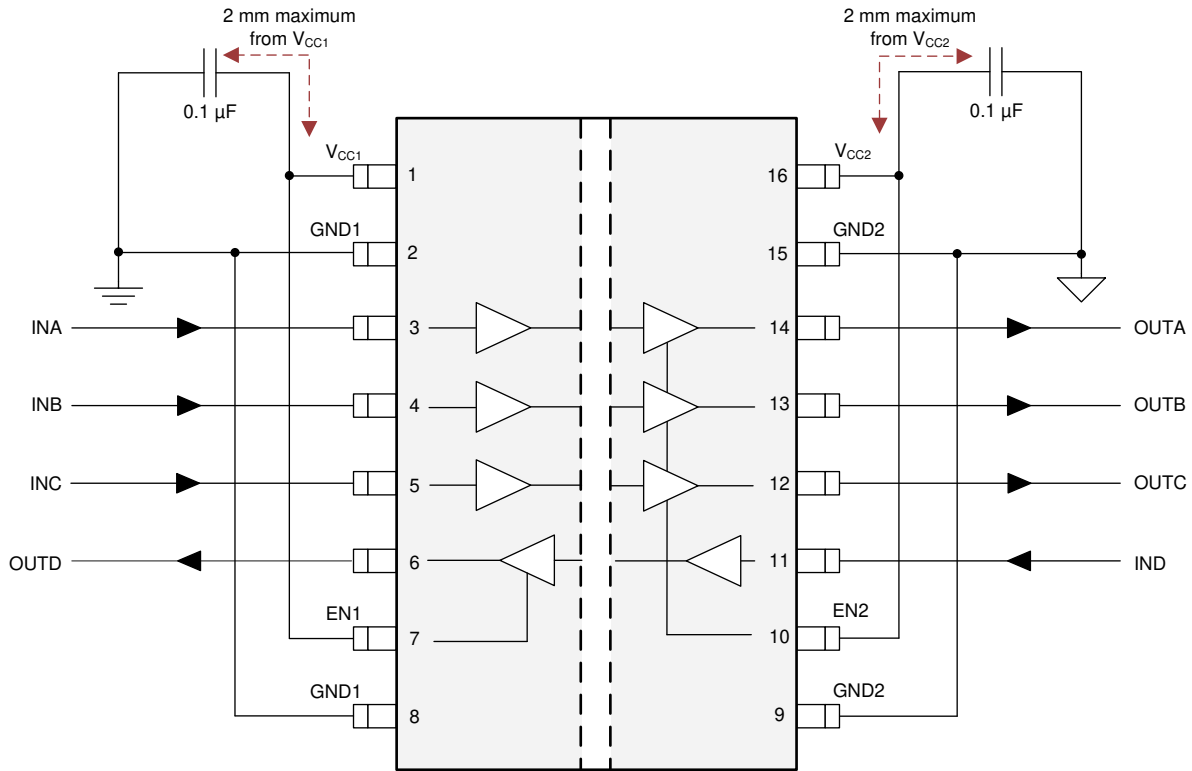 2 mm maximum
from VCC1
2 mm maximum
from VCC2
0.1 µF
0.1 µF
VCC1
1
16
VCC2
GND1
2
15
GND2
INA
3
14
OUTA
INB
4
13
OUTB
INC
5
12
OUTC
OUTD
6
11
IND
EN1
7
10
EN2
GND1
8
9
GND2